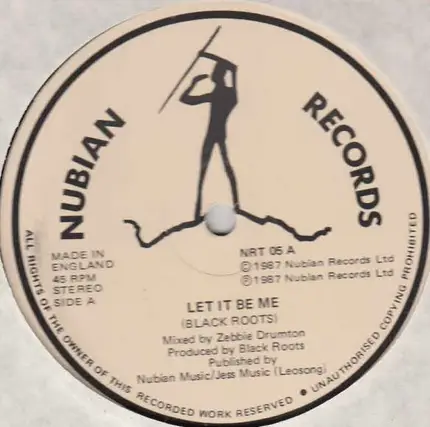 NUBIAN RECORDS
MADE IN
ENGLAND
45 RPM
STEREO
SIDE A
NRT 05 A
©1987 Nubian Records Ltd
℗1987 Nubian Records Ltd
LET IT BE ME
(BLACK ROOTS)
Mixed by Zebbie Drumton
Produced by Black Roots
Published by
Nubian Music/Jess Music (Leosong)
ALL RIGHTS OF THE OWNER OF THIS RECORDED WORK RESERVED ● UNAUTHORISED COPYING PROHIBITED